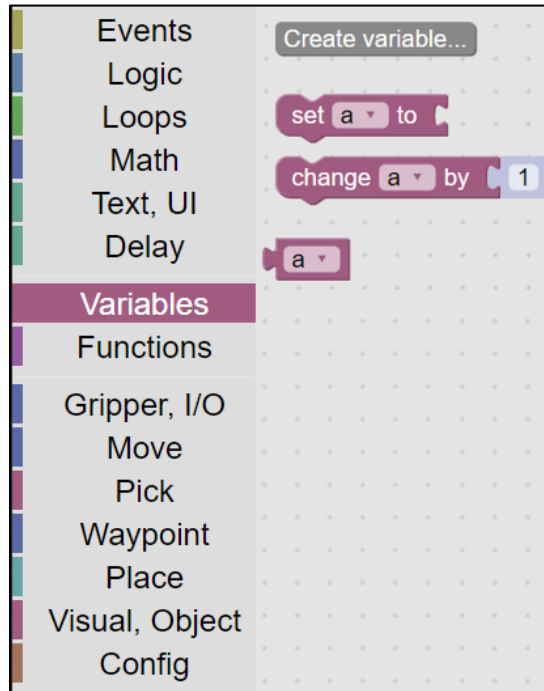 Events
Logic
Loops
Math
Text, UI
Delay
Variables
Functions
Gripper, I/O
Move
Pick
Waypoint
Place
Visual, Object
Config
Create variable...
set a to
change a by 1
a